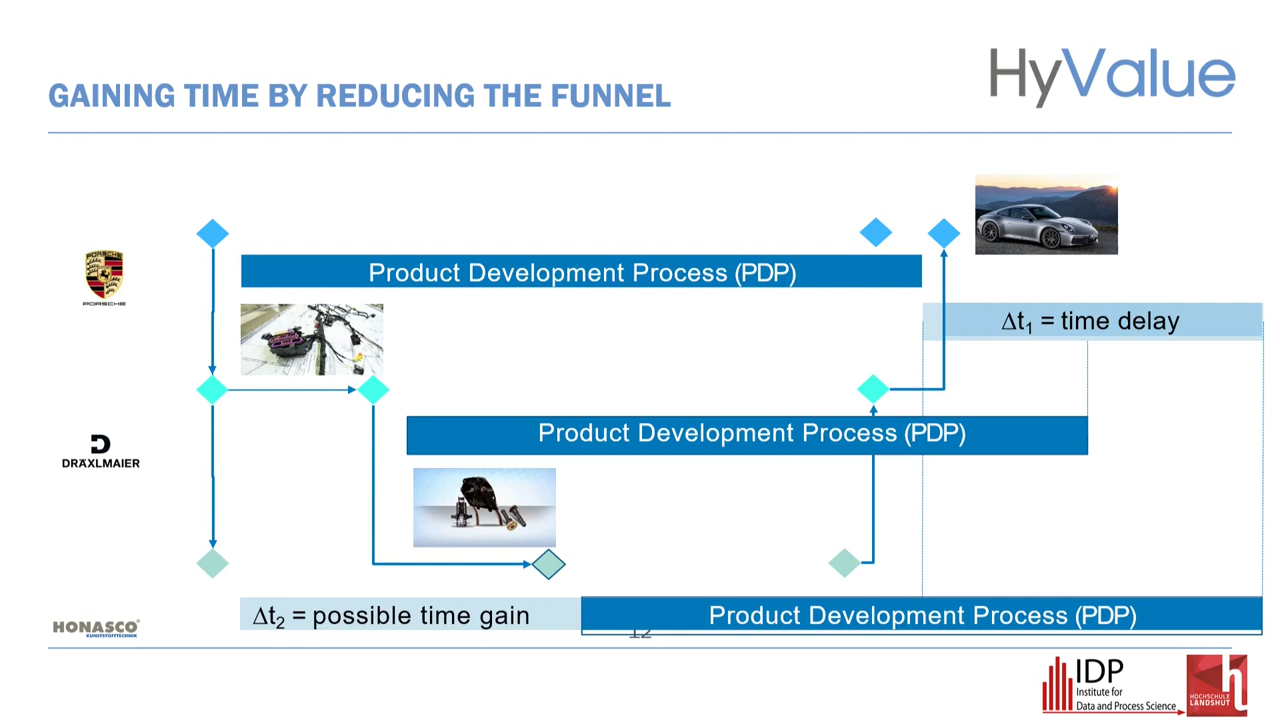 HyValue
GAINING TIME BY REDUCING THE FUNNEL
PORSCHE
PORSCHE
Product Development Process (PDP)
Δt1 = time delay
DRÄXLMAIER
Product Development Process (PDP)
Δt2 = possible time gain
Product Development Process (PDP)
HONASCO
KUNSTSTOFFTECHNIK
12
IDP
Institute for
Data and Process Science
HOCHSCHULE
LANDSHUT